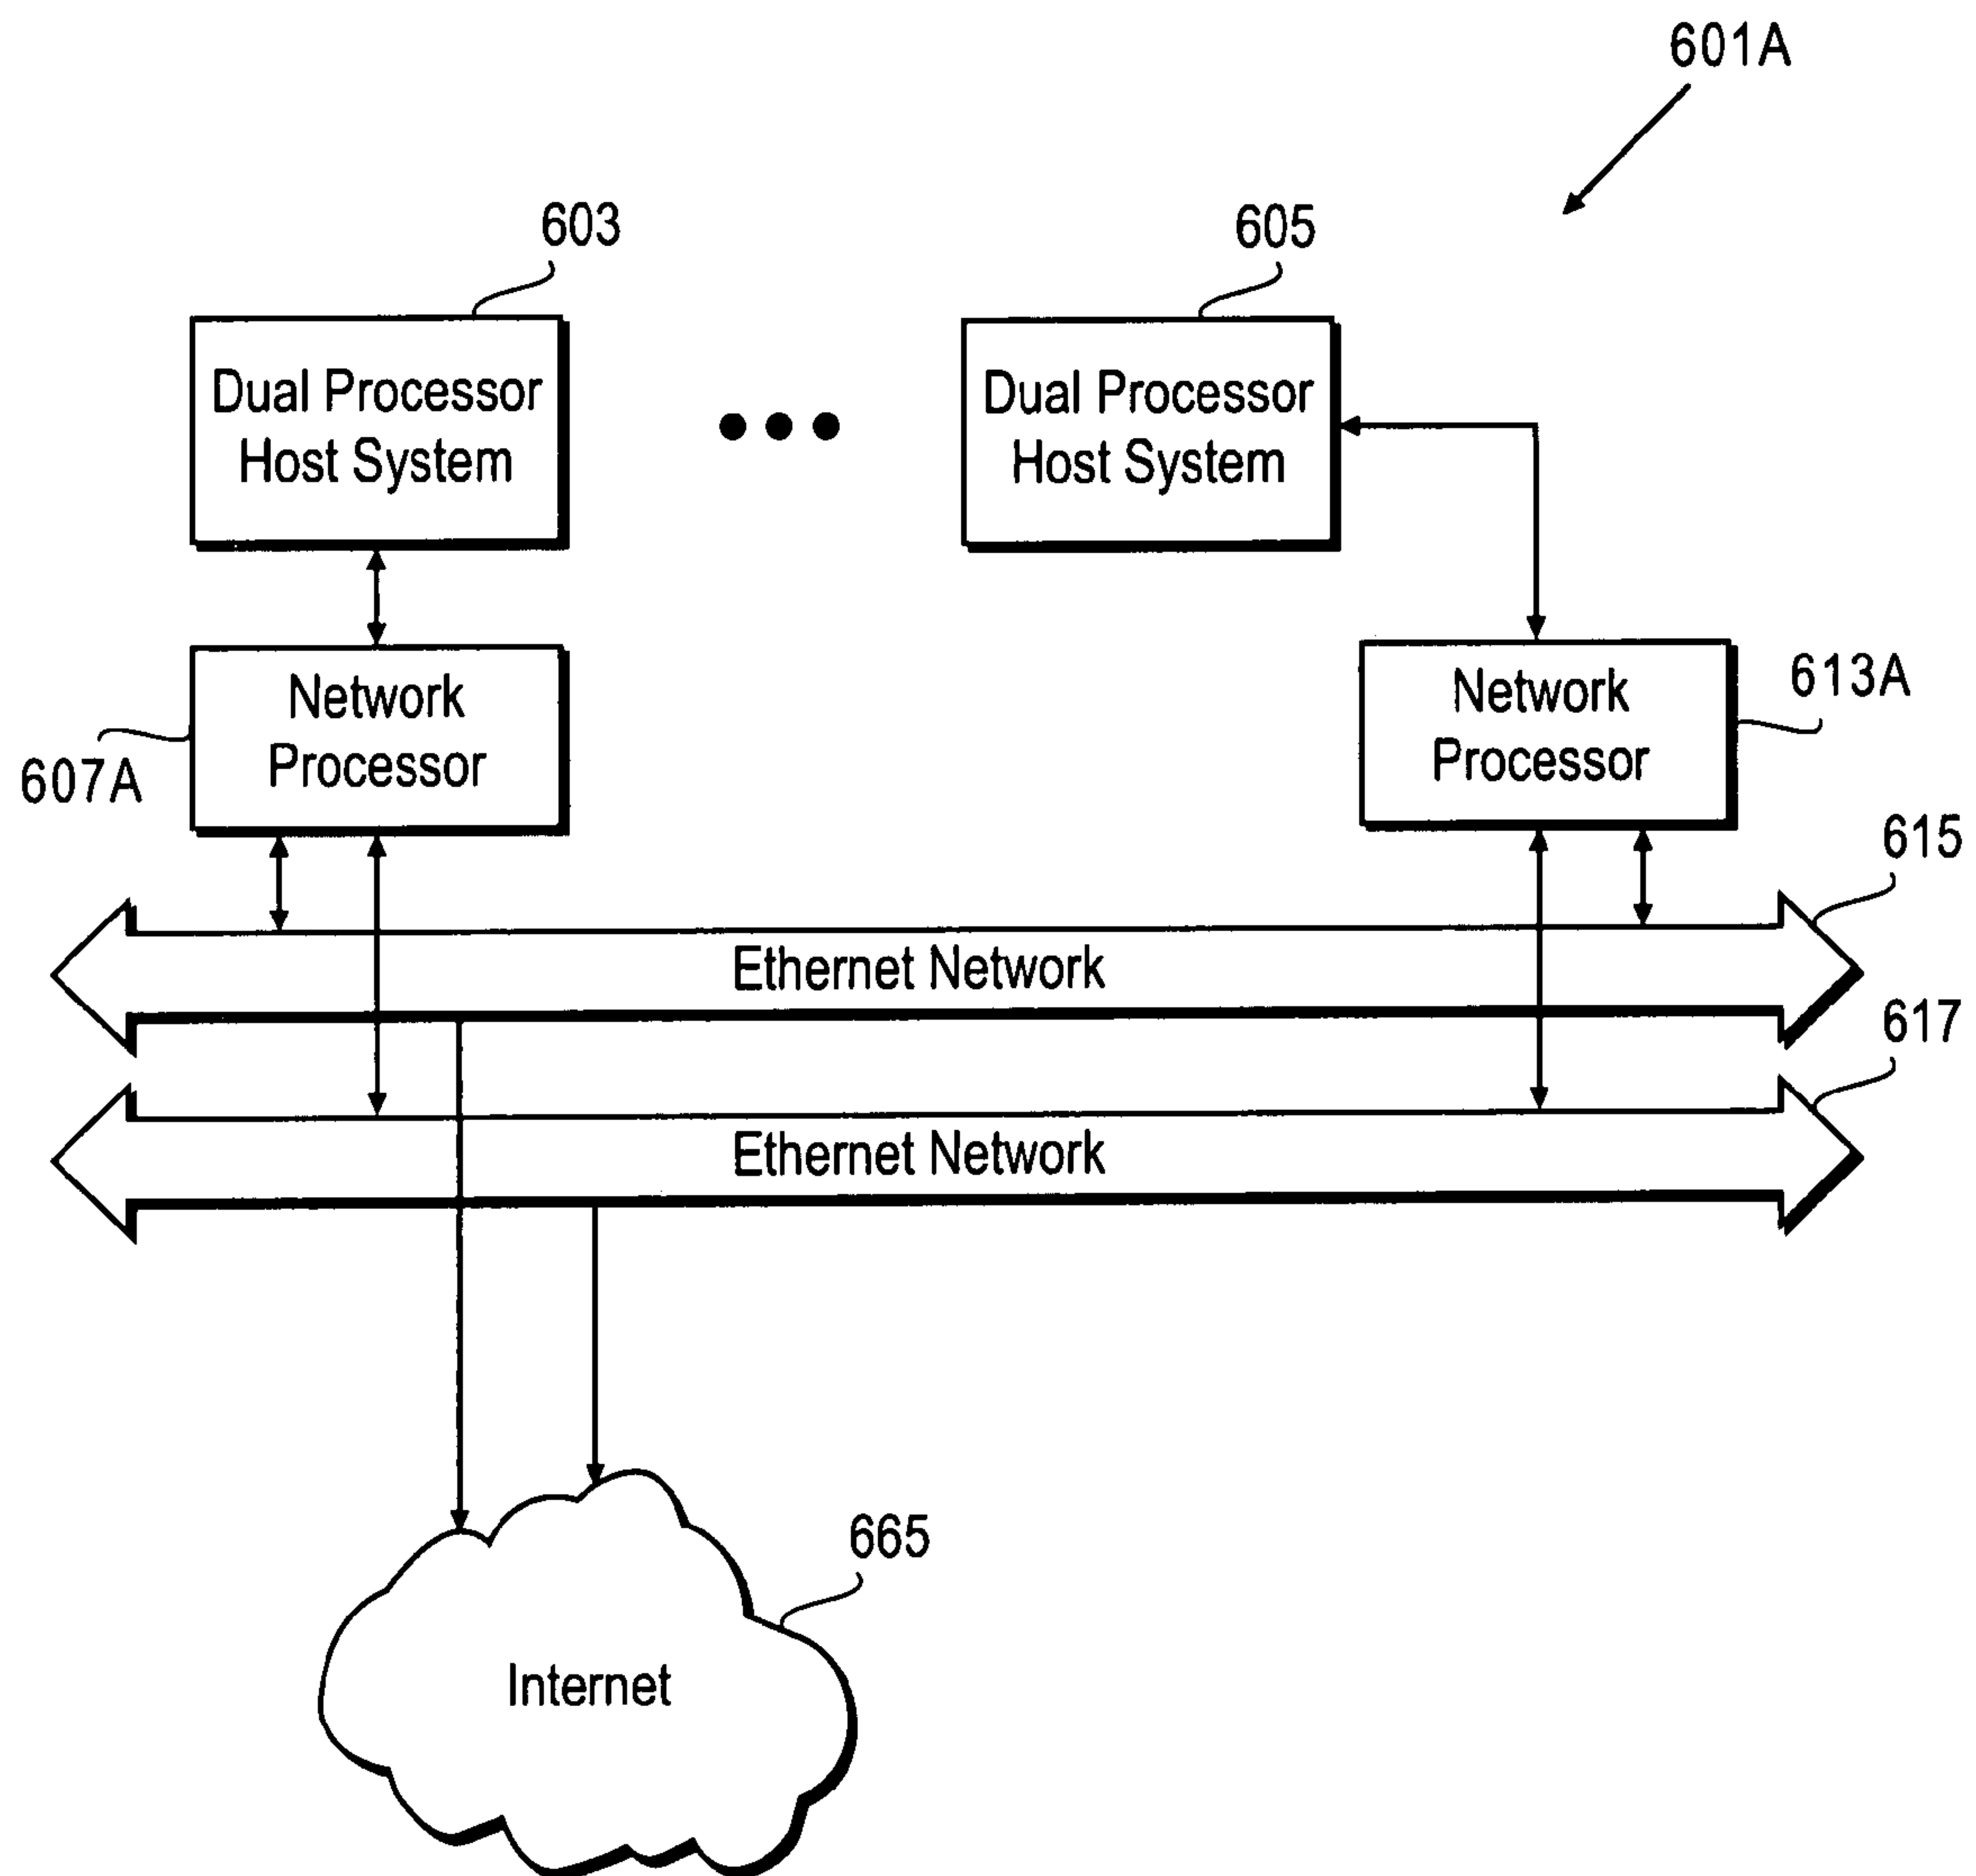 601A
603
605
Dual Processor
Host System
Dual Processor
Host System
Network
Processor
607A
Network
Processor
613A
615
Ethernet Network
617
Ethernet Network
665
Internet